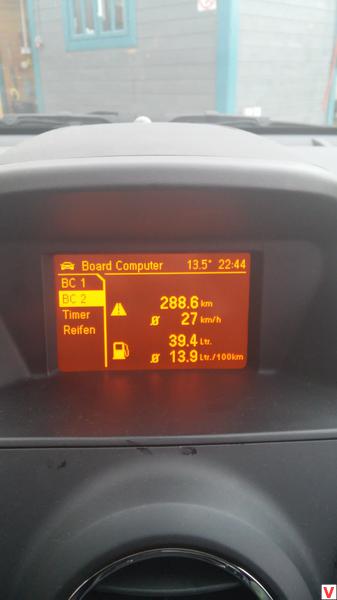 Board Computer 13.5° 22:44
BC 1
BC 2
Timer
Reifen
288.6 km
Ø 27 km/h
39.4 Ltr.
Ø 13.9 Ltr./100km
V